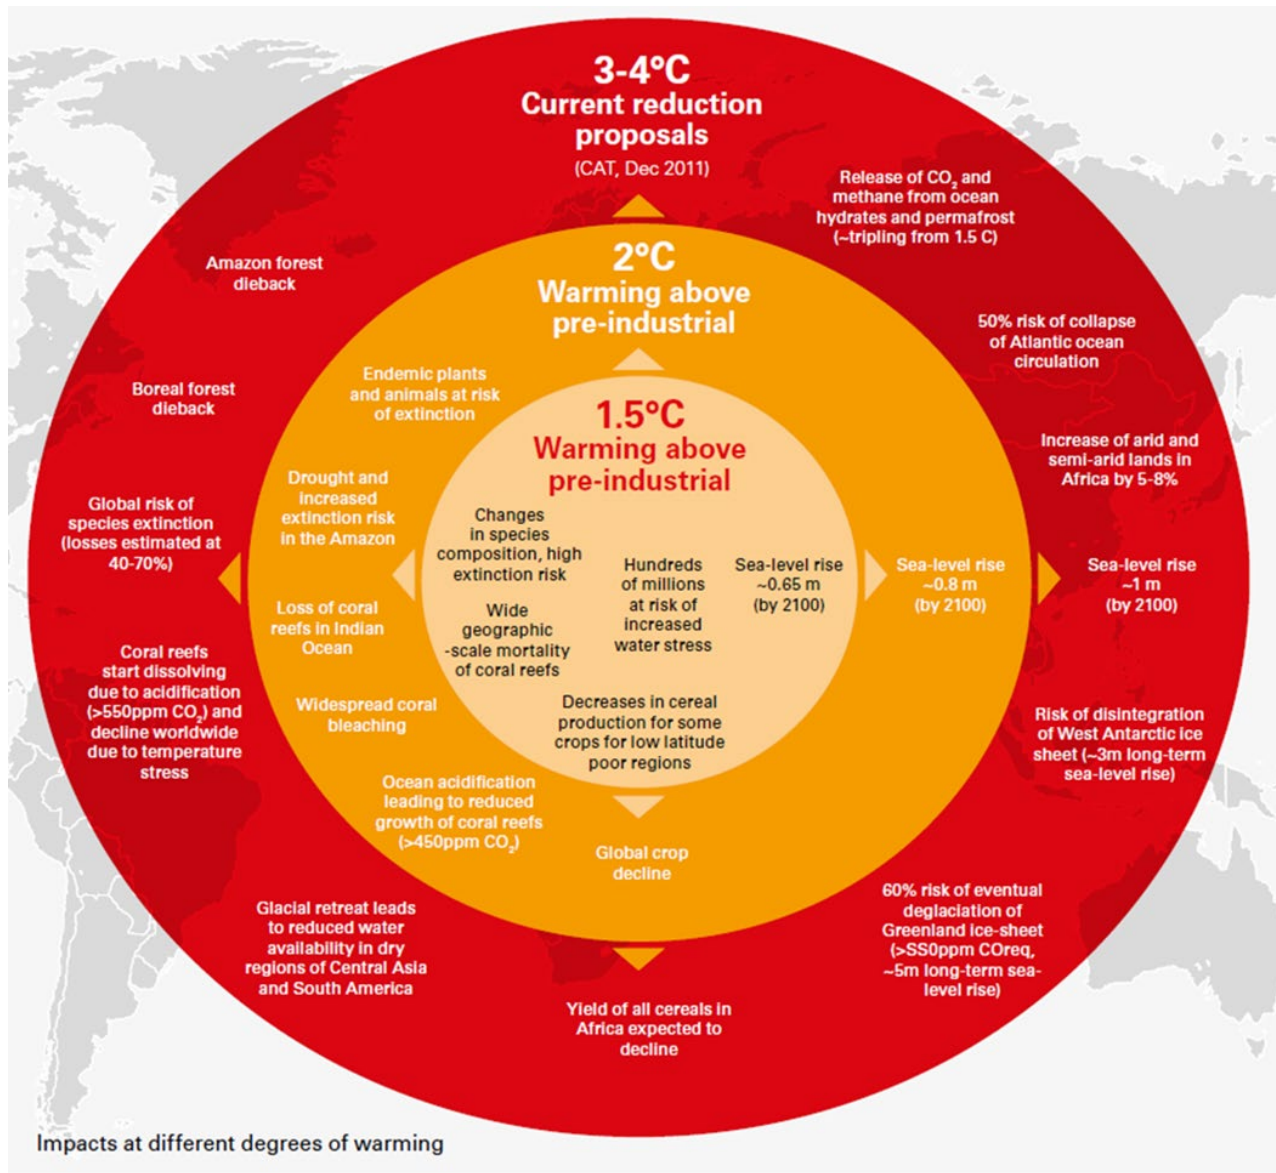 3-4°C
Current reduction
proposals
(CAT, Dec 2011)
Release of CO₂ and
methane from ocean
hydrates and permafrost
(~tripling from 1.5 C)
Amazon forest
dieback
50% risk of collapse
of Atlantic ocean
circulation
Boreal forest
dieback
Increase of arid and
semi-arid lands in
Africa by 5-8%
Global risk of
species extinction
(losses estimated at
40-70%)
Sea-level rise
~1 m
(by 2100)
Coral reefs
start dissolving
due to acidification
(>550ppm CO₂) and
decline worldwide
due to temperature
stress
Risk of disintegration
of West Antarctic ice
sheet (~3m long-term
sea-level rise)
Glacial retreat leads
to reduced water
availability in dry
regions of Central Asia
and South America
60% risk of eventual
deglaciation of
Greenland ice-sheet
(>SS0ppm COreq,
~5m long-term sea-
level rise)
Yield of all cereals in
Africa expected to
decline
2°C
Warming above
pre-industrial
Endemic plants
and animals at risk
of extinction
Drought and
increased
extinction risk
in the Amazon
Loss of coral
reefs in Indian
Ocean
Widespread coral
bleaching
Ocean acidification
leading to reduced
growth of coral reefs
(>450ppm CO₂)
Global crop
decline
Sea-level rise
~0.8 m
(by 2100)
1.5°C
Warming above
pre-industrial
Changes
in species
composition, high
extinction risk
Wide
geographic
-scale mortality
of coral reefs
Hundreds
of millions
at risk of
increased
water stress
Sea-level rise
~0.65 m
(by 2100)
Decreases in cereal
production for some
crops for low latitude
poor regions
Impacts at different degrees of warming